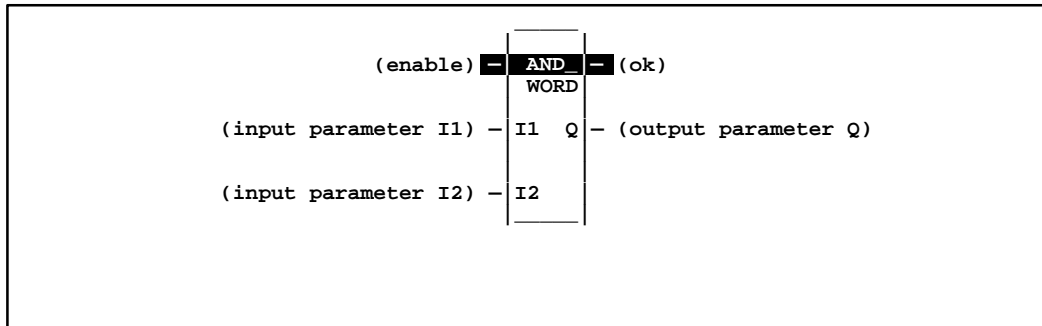 (enable) AND_ (ok)
WORD
(input parameter I1) I1 Q (output parameter Q)
(input parameter I2) I2